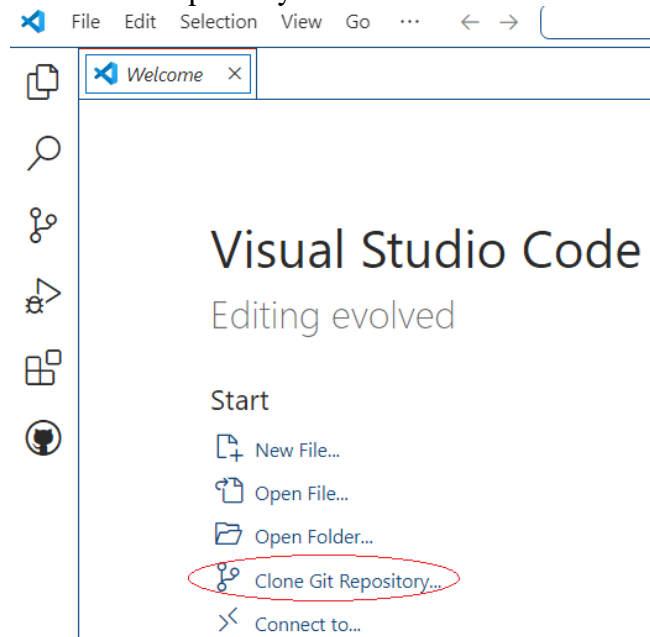 File Edit Selection View Go ··· ← →
Welcome ×
Visual Studio Code
Editing evolved
Start
New File...
Open File...
Open Folder...
Clone Git Repository...
Connect to...